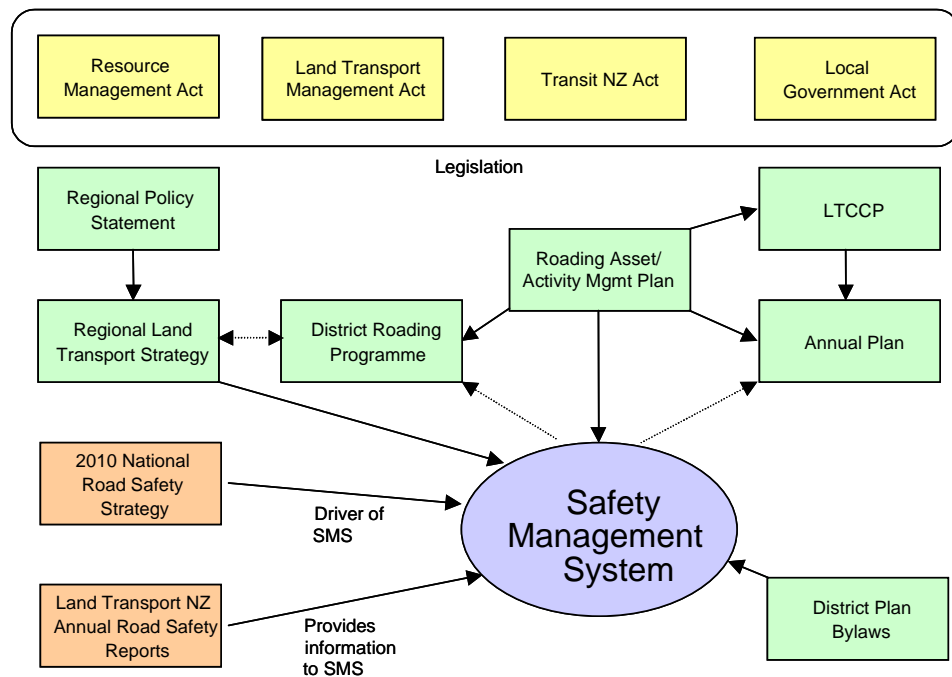 Resource
Management Act
Land Transport
Management Act
Transit NZ Act
Local
Government Act
Legislation
Regional Policy
Statement
LTCCP
Roading Asset/
Activity Mgmt Plan
Regional Land
Transport Strategy
District Roading
Programme
Annual Plan
2010 National
Road Safety
Strategy
Driver of
SMS
Safety
Management
System
Land Transport NZ
Annual Road Safety
Reports
Provides
information
to SMS
District Plan
Bylaws